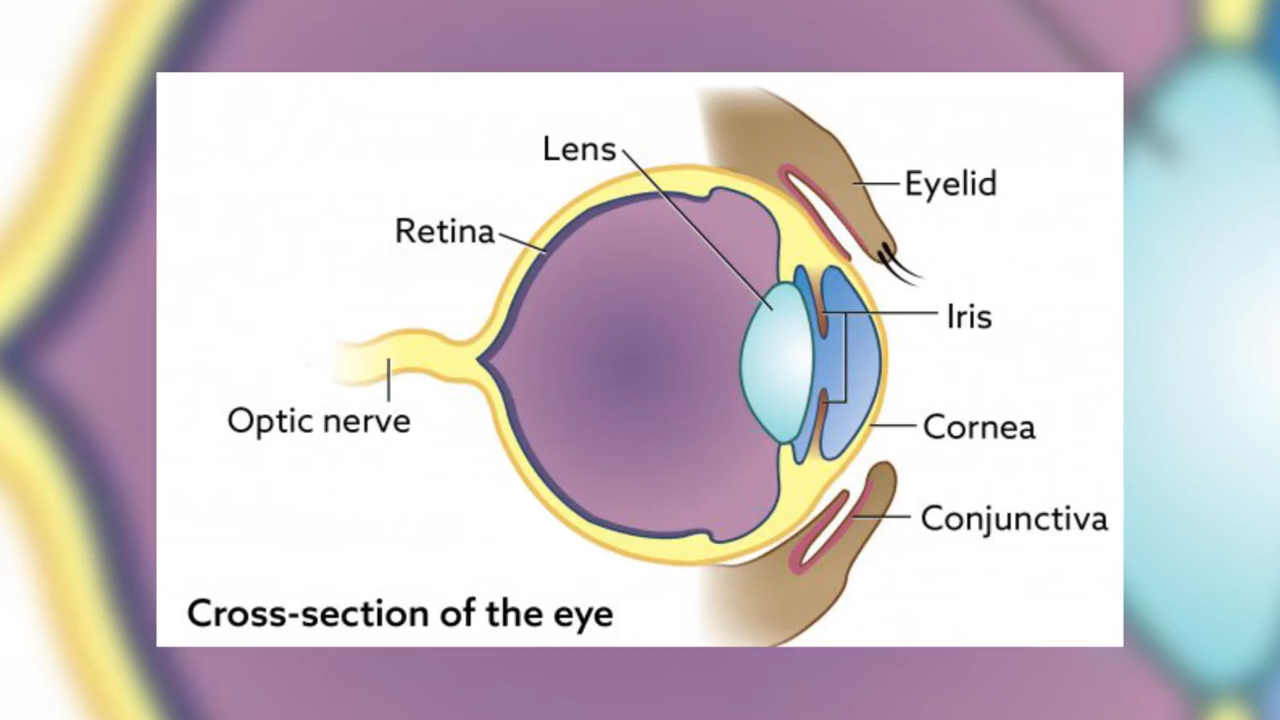 Lens
Eyelid
Retina
Iris
Optic nerve
Cornea
Conjunctiva
Cross-section of the eye